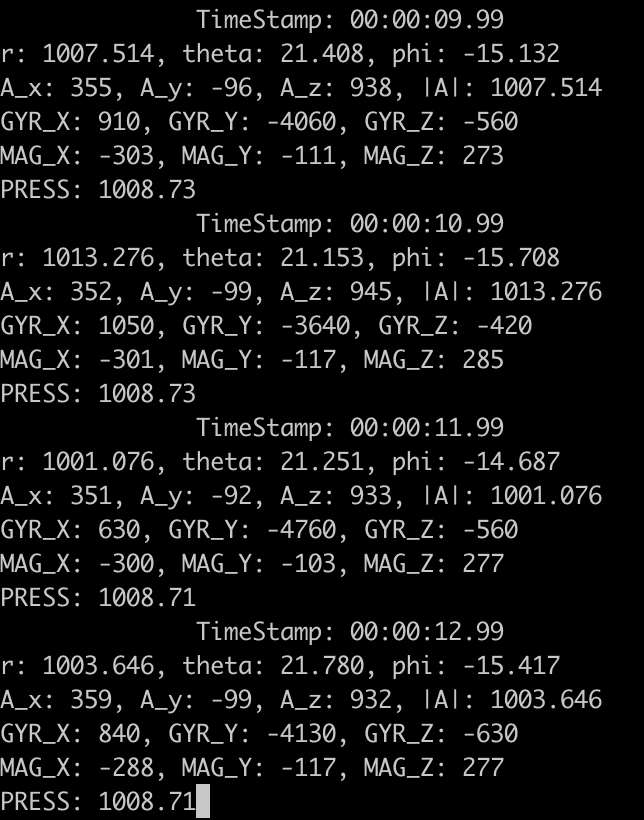 TimeStamp: 00:00:09.99
r: 1007.514, theta: 21.408, phi: -15.132
A_x: 355, A_y: -96, A_z: 938, |A|: 1007.514
GYR_X: 910, GYR_Y: -4060, GYR_Z: -560
MAG_X: -303, MAG_Y: -111, MAG_Z: 273
PRESS: 1008.73
TimeStamp: 00:00:10.99
r: 1013.276, theta: 21.153, phi: -15.708
A_x: 352, A_y: -99, A_z: 945, |A|: 1013.276
GYR_X: 1050, GYR_Y: -3640, GYR_Z: -420
MAG_X: -301, MAG_Y: -117, MAG_Z: 285
PRESS: 1008.73
TimeStamp: 00:00:11.99
r: 1001.076, theta: 21.251, phi: -14.687
A_x: 351, A_y: -92, A_z: 933, |A|: 1001.076
GYR_X: 630, GYR_Y: -4760, GYR_Z: -560
MAG_X: -300, MAG_Y: -103, MAG_Z: 277
PRESS: 1008.71
TimeStamp: 00:00:12.99
r: 1003.646, theta: 21.780, phi: -15.417
A_x: 359, A_y: -99, A_z: 932, |A|: 1003.646
GYR_X: 840, GYR_Y: -4130, GYR_Z: -630
MAG_X: -288, MAG_Y: -117, MAG_Z: 277
PRESS: 1008.71